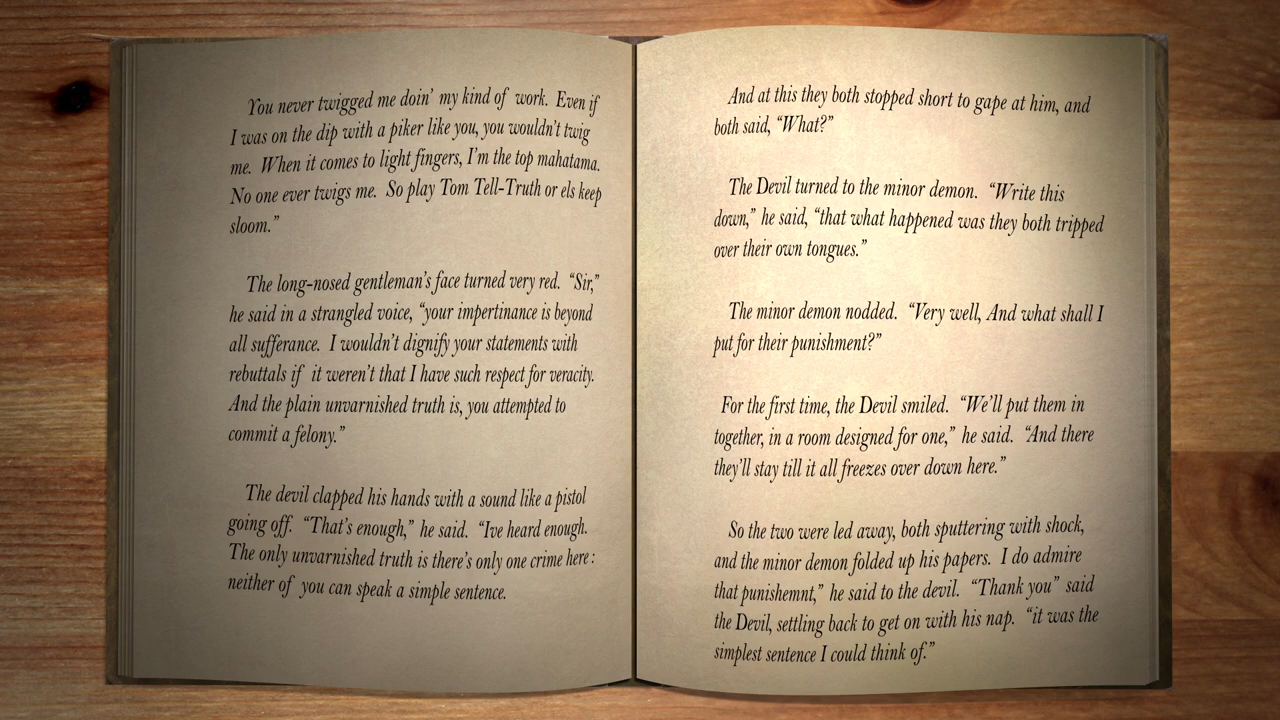 You never twigged me doin' my kind of work. Even if
I was on the dip with a piker like you, you wouldn't twig
me. When it comes to light fingers, I'm the top mahatama.
No one ever twigs me. So play Tom Tell-Truth or els keep
sloom."
The long-nosed gentleman's face turned very red. "Sir,"
he said in a strangled voice, "your impertinance is beyond
all sufferance. I wouldn't dignify your statements with
rebuttals if it weren't that I have such respect for veracity.
And the plain unvarnished truth is, you attempted to
commit a felony."
The devil clapped his hands with a sound like a pistol
going off. "That's enough," he said. "Ive heard enough.
The only unvarnished truth is there's only one crime here:
neither of you can speak a simple sentence.
And at this they both stopped short to gape at him, and
both said, "What?"
The Devil turned to the minor demon. "Write this
down," he said, "that what happened was they both tripped
over their own tongues."
The minor demon nodded. "Very well, And what shall I
put for their punishment?"
For the first time, the Devil smiled. "We'll put them in
together, in a room designed for one," he said. "And there
they'll stay till it all freezes over down here."
So the two were led away, both sputtering with shock,
and the minor demon folded up his papers. I do admire
that punishemnt," he said to the devil. "Thank you" said
the Devil, settling back to get on with his nap. "it was the
simplest sentence I could think of."